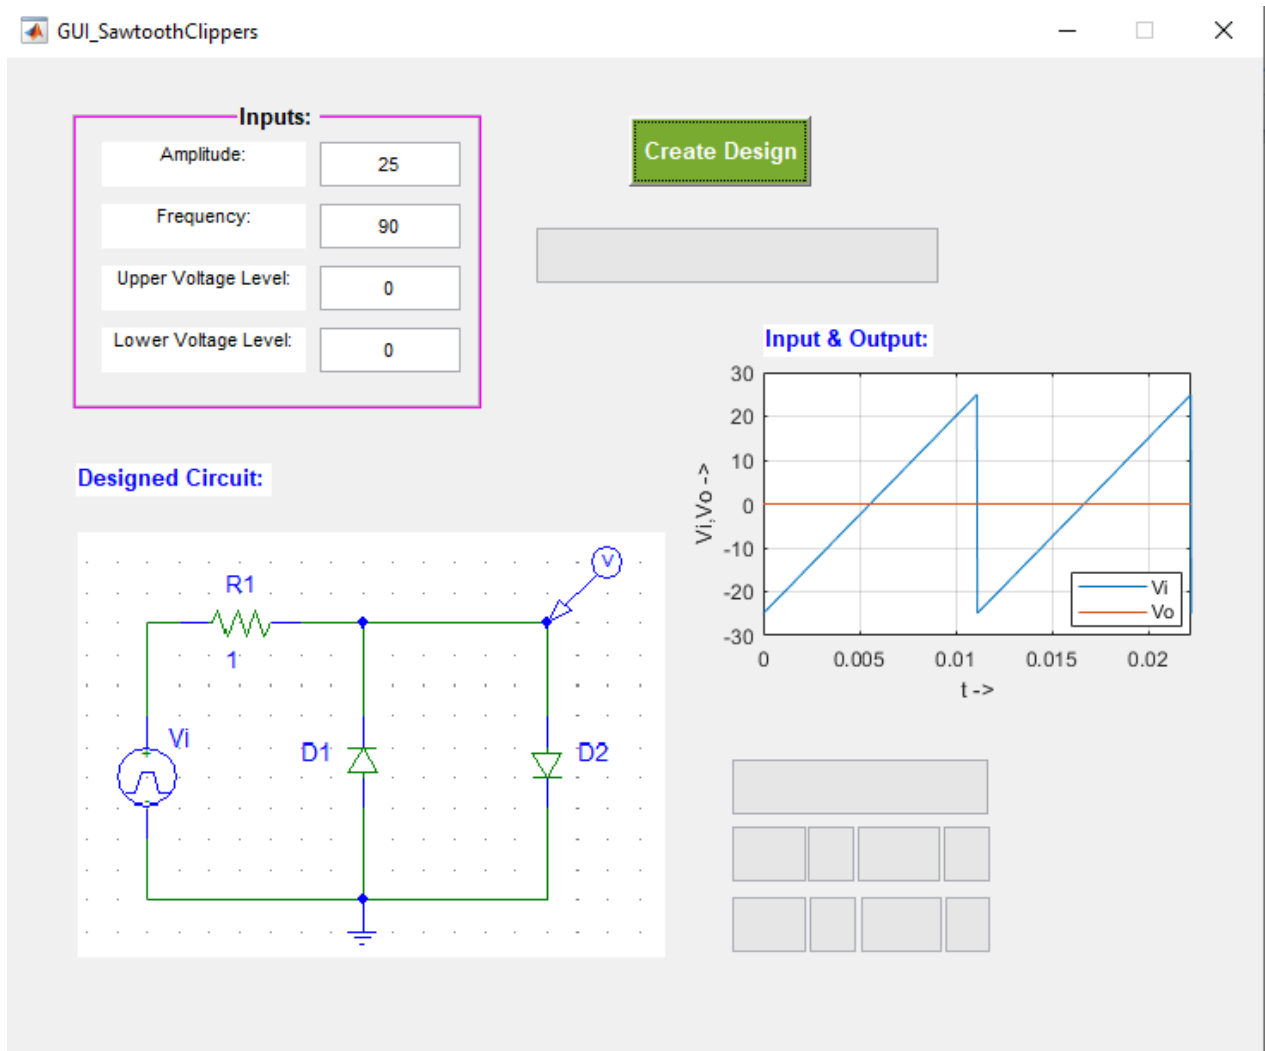 GUI_SawtoothClippers
Inputs:
Amplitude:
25
Frequency:
90
Upper Voltage Level:
0
Lower Voltage Level:
0
Create Design
Input & Output:
30
20
10
0
-10
-20
-30
Vi,Vo ->
0
0.005
0.01
0.015
0.02
t ->
Vi
Vo
Designed Circuit:
R1
1
V
Vi
D1
D2